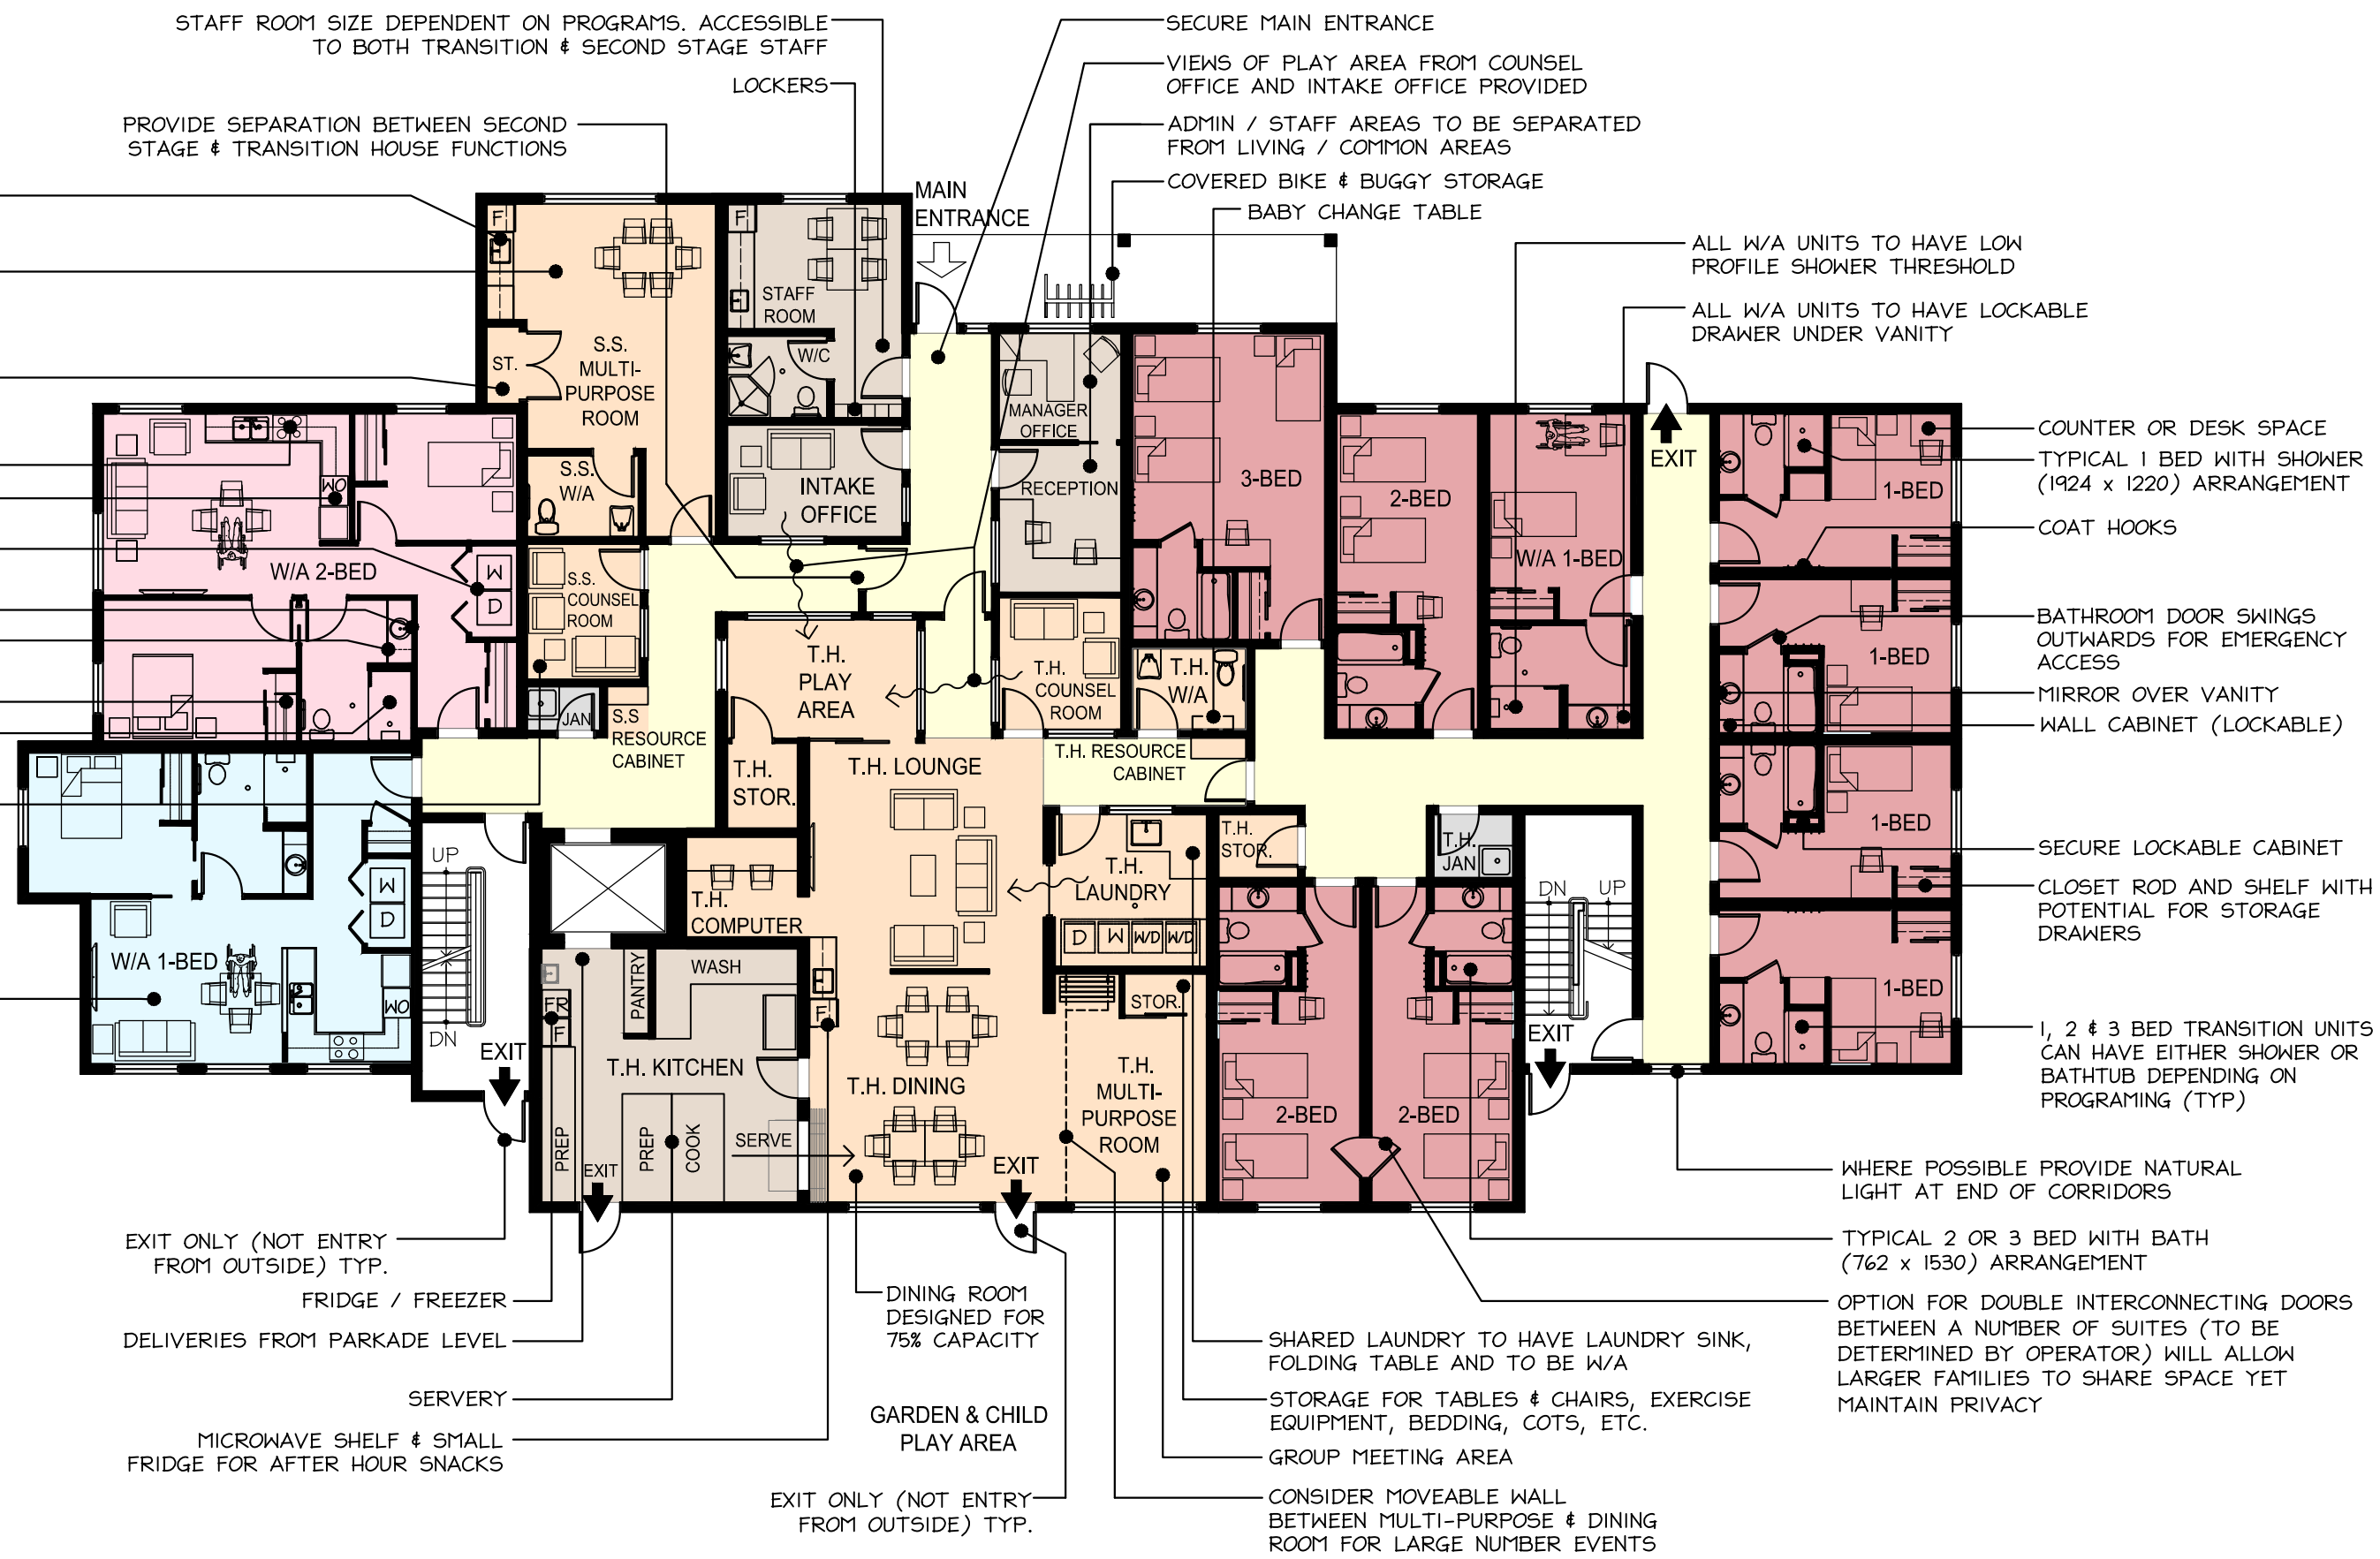 STAFF ROOM SIZE DEPENDENT ON PROGRAMS. ACCESSIBLE
TO BOTH TRANSITION & SECOND STAGE STAFF
LOCKERS
PROVIDE SEPARATION BETWEEN SECOND
STAGE & TRANSITION HOUSE FUNCTIONS
SECURE MAIN ENTRANCE
VIEWS OF PLAY AREA FROM COUNSEL
OFFICE AND INTAKE OFFICE PROVIDED
ADMIN / STAFF AREAS TO BE SEPARATED
FROM LIVING / COMMON AREAS
COVERED BIKE & BUGGY STORAGE
BABY CHANGE TABLE
ALL W/A UNITS TO HAVE LOW
PROFILE SHOWER THRESHOLD
ALL W/A UNITS TO HAVE LOCKABLE
DRAWER UNDER VANITY
COUNTER OR DESK SPACE
TYPICAL 1 BED WITH SHOWER
(1924 x 1220) ARRANGEMENT
COAT HOOKS
BATHROOM DOOR SWINGS
OUTWARDS FOR EMERGENCY
ACCESS
MIRROR OVER VANITY
WALL CABINET (LOCKABLE)
SECURE LOCKABLE CABINET
CLOSET ROD AND SHELF WITH
POTENTIAL FOR STORAGE
DRAWERS
1, 2 & 3 BED TRANSITION UNITS
CAN HAVE EITHER SHOWER OR
BATHTUB DEPENDING ON
PROGRAMING (TYP)
WHERE POSSIBLE PROVIDE NATURAL
LIGHT AT END OF CORRIDORS
TYPICAL 2 OR 3 BED WITH BATH
(762 x 1530) ARRANGEMENT
OPTION FOR DOUBLE INTERCONNECTING DOORS
BETWEEN A NUMBER OF SUITES (TO BE
DETERMINED BY OPERATOR) WILL ALLOW
LARGER FAMILIES TO SHARE SPACE YET
MAINTAIN PRIVACY
MAIN
ENTRANCE
F
F
STAFF
ROOM
W/C
ST.
S.S.
MULTI-
PURPOSE
ROOM
S.S.
W/A
INTAKE
OFFICE
MANAGER
OFFICE
RECEPTION
3-BED
2-BED
W/A 1-BED
EXIT
1-BED
1-BED
1-BED
1-BED
WO
W/A 2-BED
W
D
S.S.
COUNSEL
ROOM
JAN
S.S
RESOURCE
CABINET
T.H.
PLAY
AREA
T.H.
COUNSEL
ROOM
T.H.
W/A
T.H. RESOURCE
CABINET
T.H.
STOR.
T.H. LOUNGE
T.H.
COMPUTER
T.H.
LAUNDRY
D
W
W/D
W/D
T.H.
STOR.
T.H.
JAN
DN
UP
EXIT
W
D
W/A 1-BED
WO
UP
DN
EXIT
PANTRY
WASH
FR
F
F
T.H. KITCHEN
PREP
PREP
COOK
SERVE
EXIT
T.H. DINING
STOR.
T.H.
MULTI-
PURPOSE
ROOM
EXIT
2-BED
2-BED
EXIT ONLY (NOT ENTRY
FROM OUTSIDE) TYP.
FRIDGE / FREEZER
DELIVERIES FROM PARKADE LEVEL
SERVERY
MICROWAVE SHELF & SMALL
FRIDGE FOR AFTER HOUR SNACKS
DINING ROOM
DESIGNED FOR
75% CAPACITY
GARDEN & CHILD
PLAY AREA
EXIT ONLY (NOT ENTRY
FROM OUTSIDE) TYP.
SHARED LAUNDRY TO HAVE LAUNDRY SINK,
FOLDING TABLE AND TO BE W/A
STORAGE FOR TABLES & CHAIRS, EXERCISE
EQUIPMENT, BEDDING, COTS, ETC.
GROUP MEETING AREA
CONSIDER MOVEABLE WALL
BETWEEN MULTI-PURPOSE & DINING
ROOM FOR LARGE NUMBER EVENTS